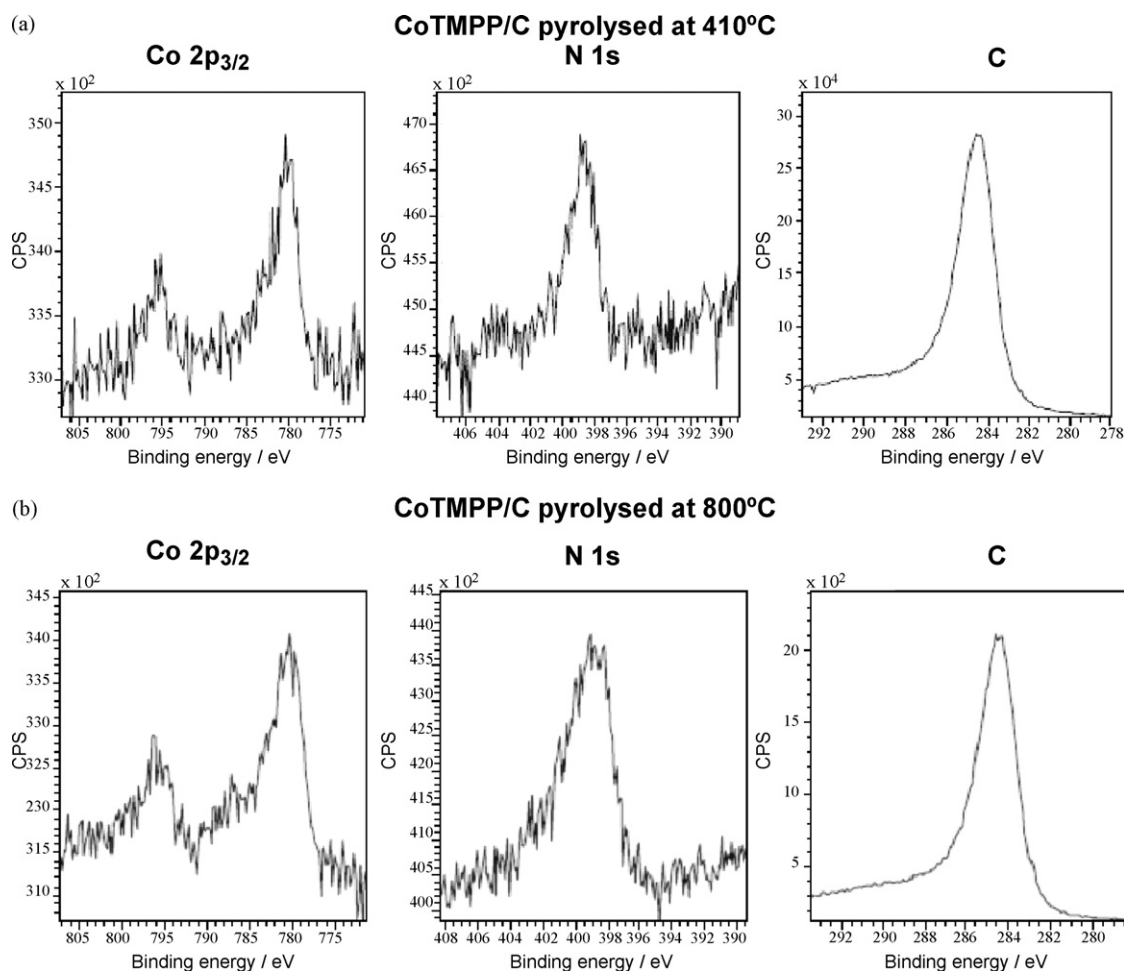 (a)
CoTMPP/C pyrolysed at 410ºC
Co 2p3/2
N 1s
C
x 10²
350
345
340
335
330
CPS
805 800 795 790 785 780 775
Binding energy / eV
x 10²
470
465
460
455
450
445
440
CPS
406 404 402 400 399 398 396 394 392 390
Binding energy / eV
x 10⁴
30
25
20
15
10
5
CPS
292 290 288 286 284 282 280 278
Binding energy / eV
(b)
CoTMPP/C pyrolysed at 800ºC
Co 2p3/2
N 1s
C
x 10²
345
340
335
330
325
230
315
310
CPS
805 800 795 790 785 780 775
Binding energy / eV
x 10²
445
440
435
430
425
420
415
410
405
400
CPS
408 406 404 402 400 399 398 396 394 392 390
Binding energy / eV
x 10²
20
10
5
CPS
292 290 288 286 284 282 280
Binding energy / eV